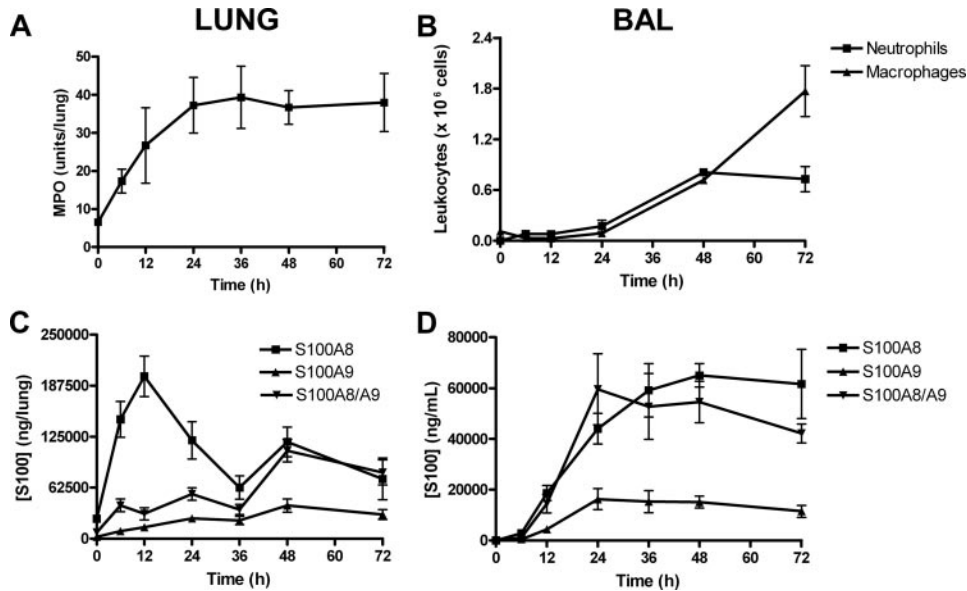 A
LUNG
MPO (units/lung)
50
40
30
20
10
0
0 12 24 36 48 60 72
Time (h)
B
BAL
Leukocytes (x 10⁶ cells)
2.4
1.8
1.2
0.6
0.0
0 12 24 36 48 60 72
Time (h)
Neutrophils
Macrophages
C
[S100] (ng/lung)
250000
187500
125000
62500
0
0 12 24 36 48 60 72
Time (h)
S100A8
S100A9
S100A8/A9
D
[S100] (ng/mL)
80000
60000
40000
20000
0
0 12 24 36 48 60 72
Time (h)
S100A8
S100A9
S100A8/A9